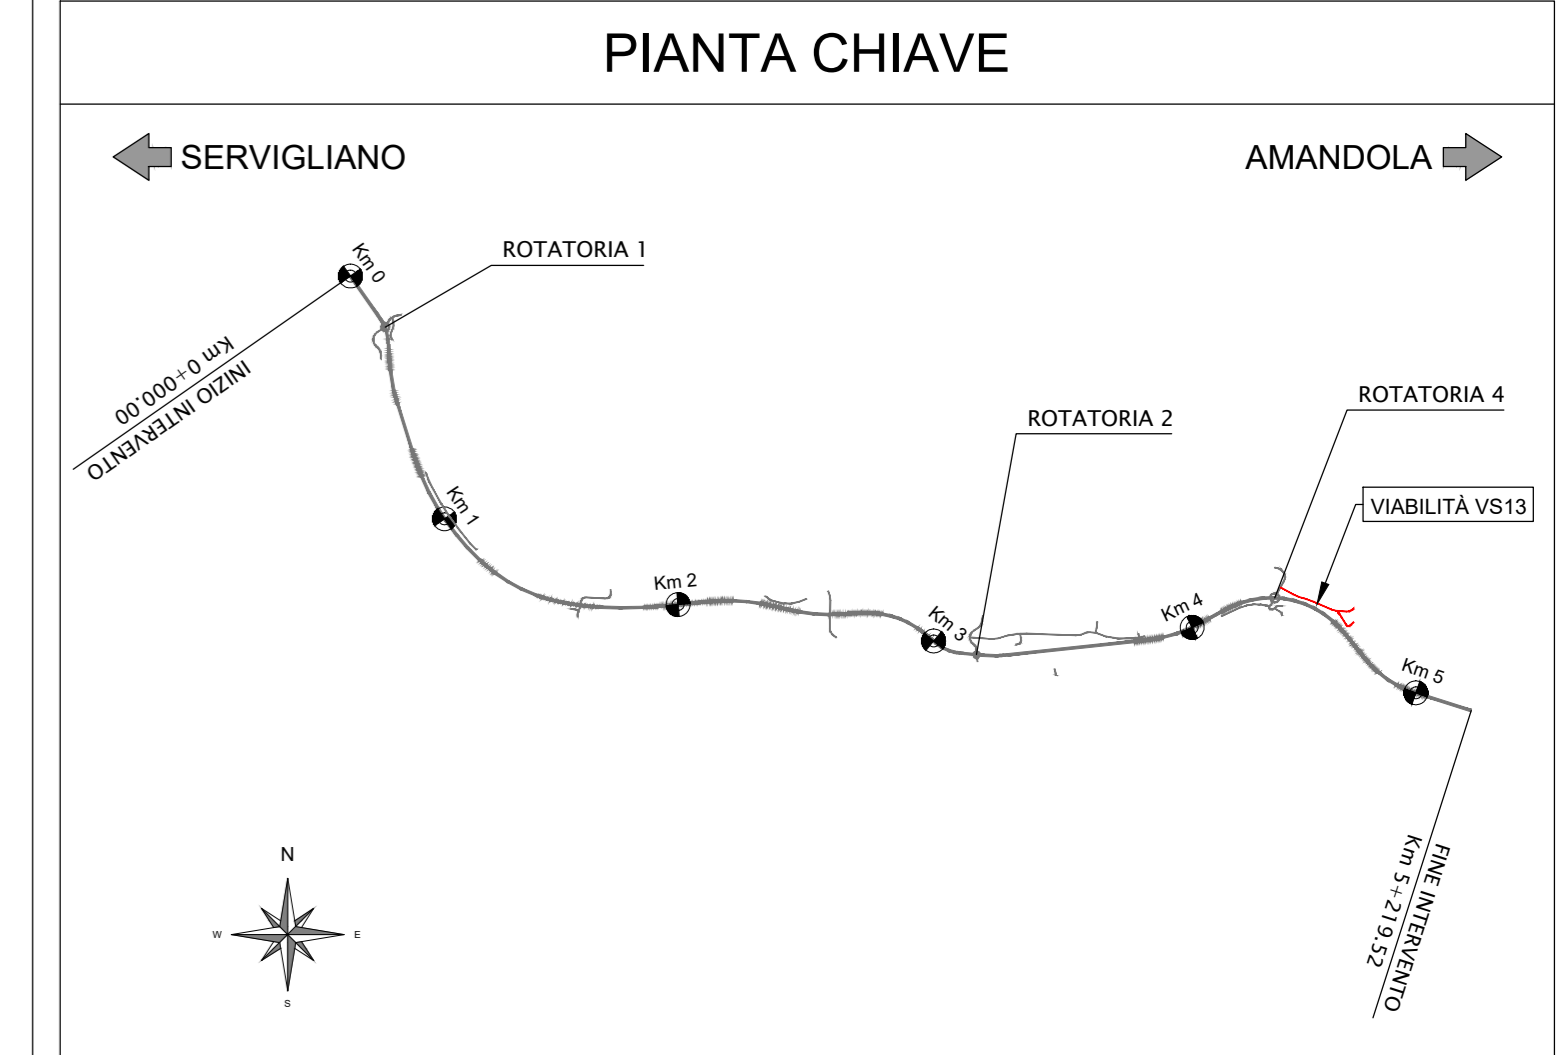 PIANTA CHIAVE
SERVIGLIANO
AMANDOLA
Km 0
ROTATORIA 1
INIZIO INTERVENTO
Km 0+000.00
ROTATORIA 4
ROTATORIA 2
Km 1
VIABILITÀ VS13
Km 2
Km 3
Km 4
Km 5
FINE INTERVENTO
Km 5+219.52
N
W
E
S